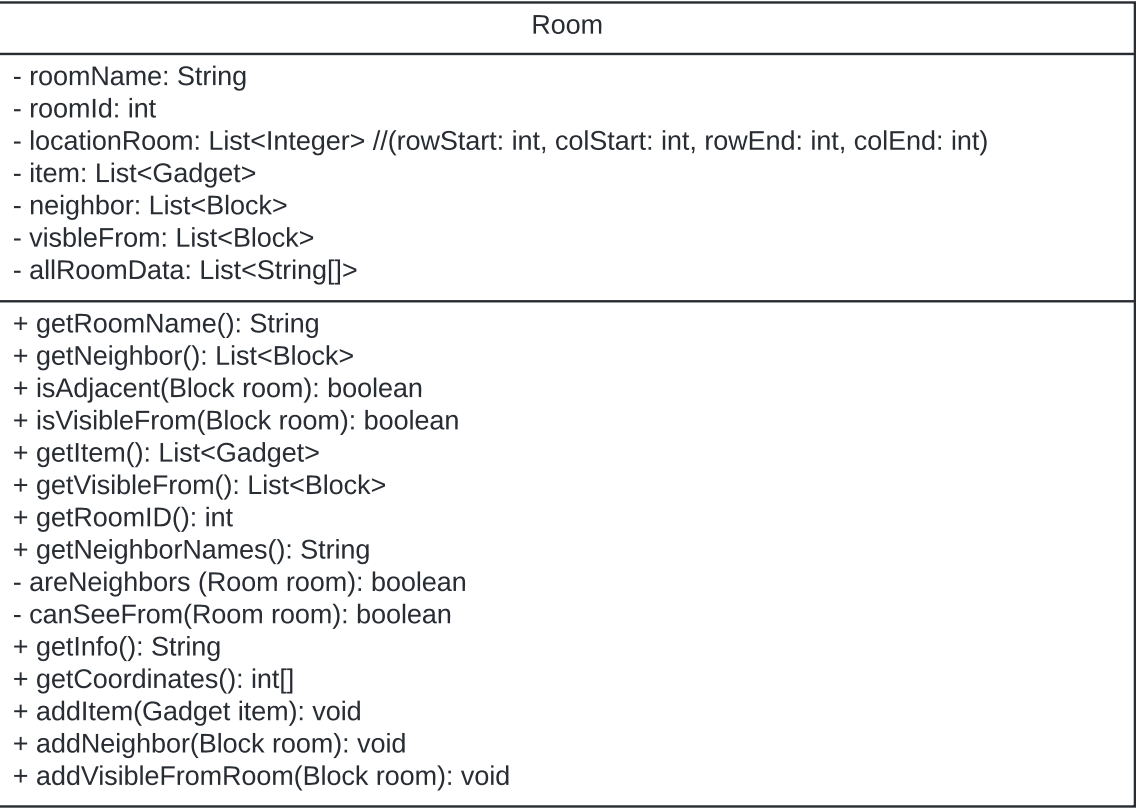 Room
- roomName: String
- roomId: int
- locationRoom: List<Integer> //(rowStart: int, colStart: int, rowEnd: int, colEnd: int)
- item: List<Gadget>
- neighbor: List<Block>
- visbleFrom: List<Block>
- allRoomData: List<String[]>
+ getRoomName(): String
+ getNeighbor(): List<Block>
+ isAdjacent(Block room): boolean
+ isVisibleFrom(Block room): boolean
+ getItem(): List<Gadget>
+ getVisibleFrom(): List<Block>
+ getRoomID(): int
+ getNeighborNames(): String
- areNeighbors (Room room): boolean
- canSeeFrom(Room room): boolean
+ getInfo(): String
+ getCoordinates(): int[]
+ addItem(Gadget item): void
+ addNeighbor(Block room): void
+ addVisibleFromRoom(Block room): void